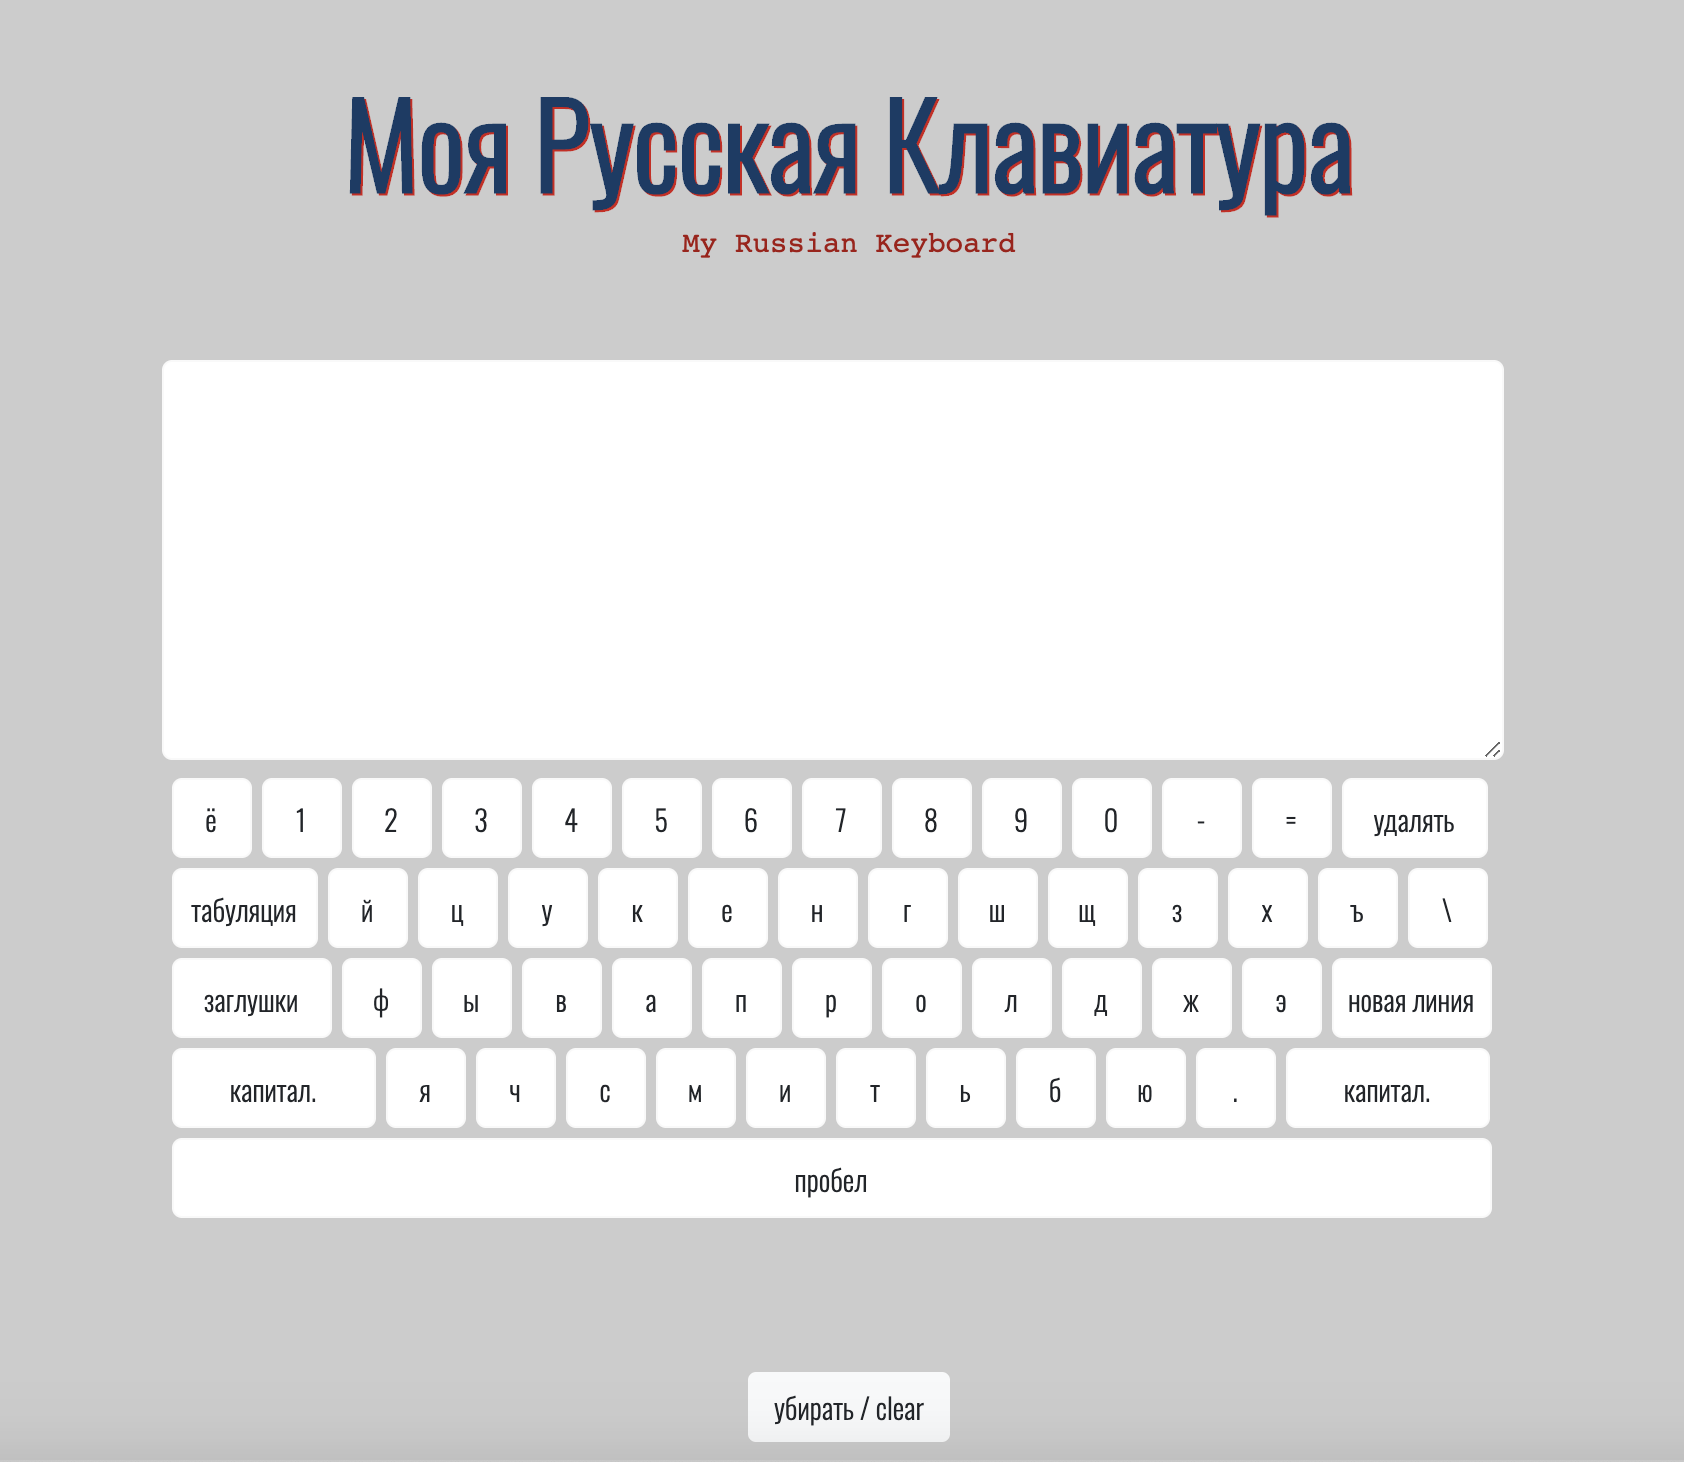 Моя Русская Клавиатура
My Russian Keyboard
ё 1 2 3 4 5 6 7 8 9 0 - = удалять
табуляция й ц у к е н г ш щ з х ъ \
заглушки ф ы в а п р о л д ж э новая линия
капитал. я ч с м и т ь б ю . капитал.
пробел
убирать / clear